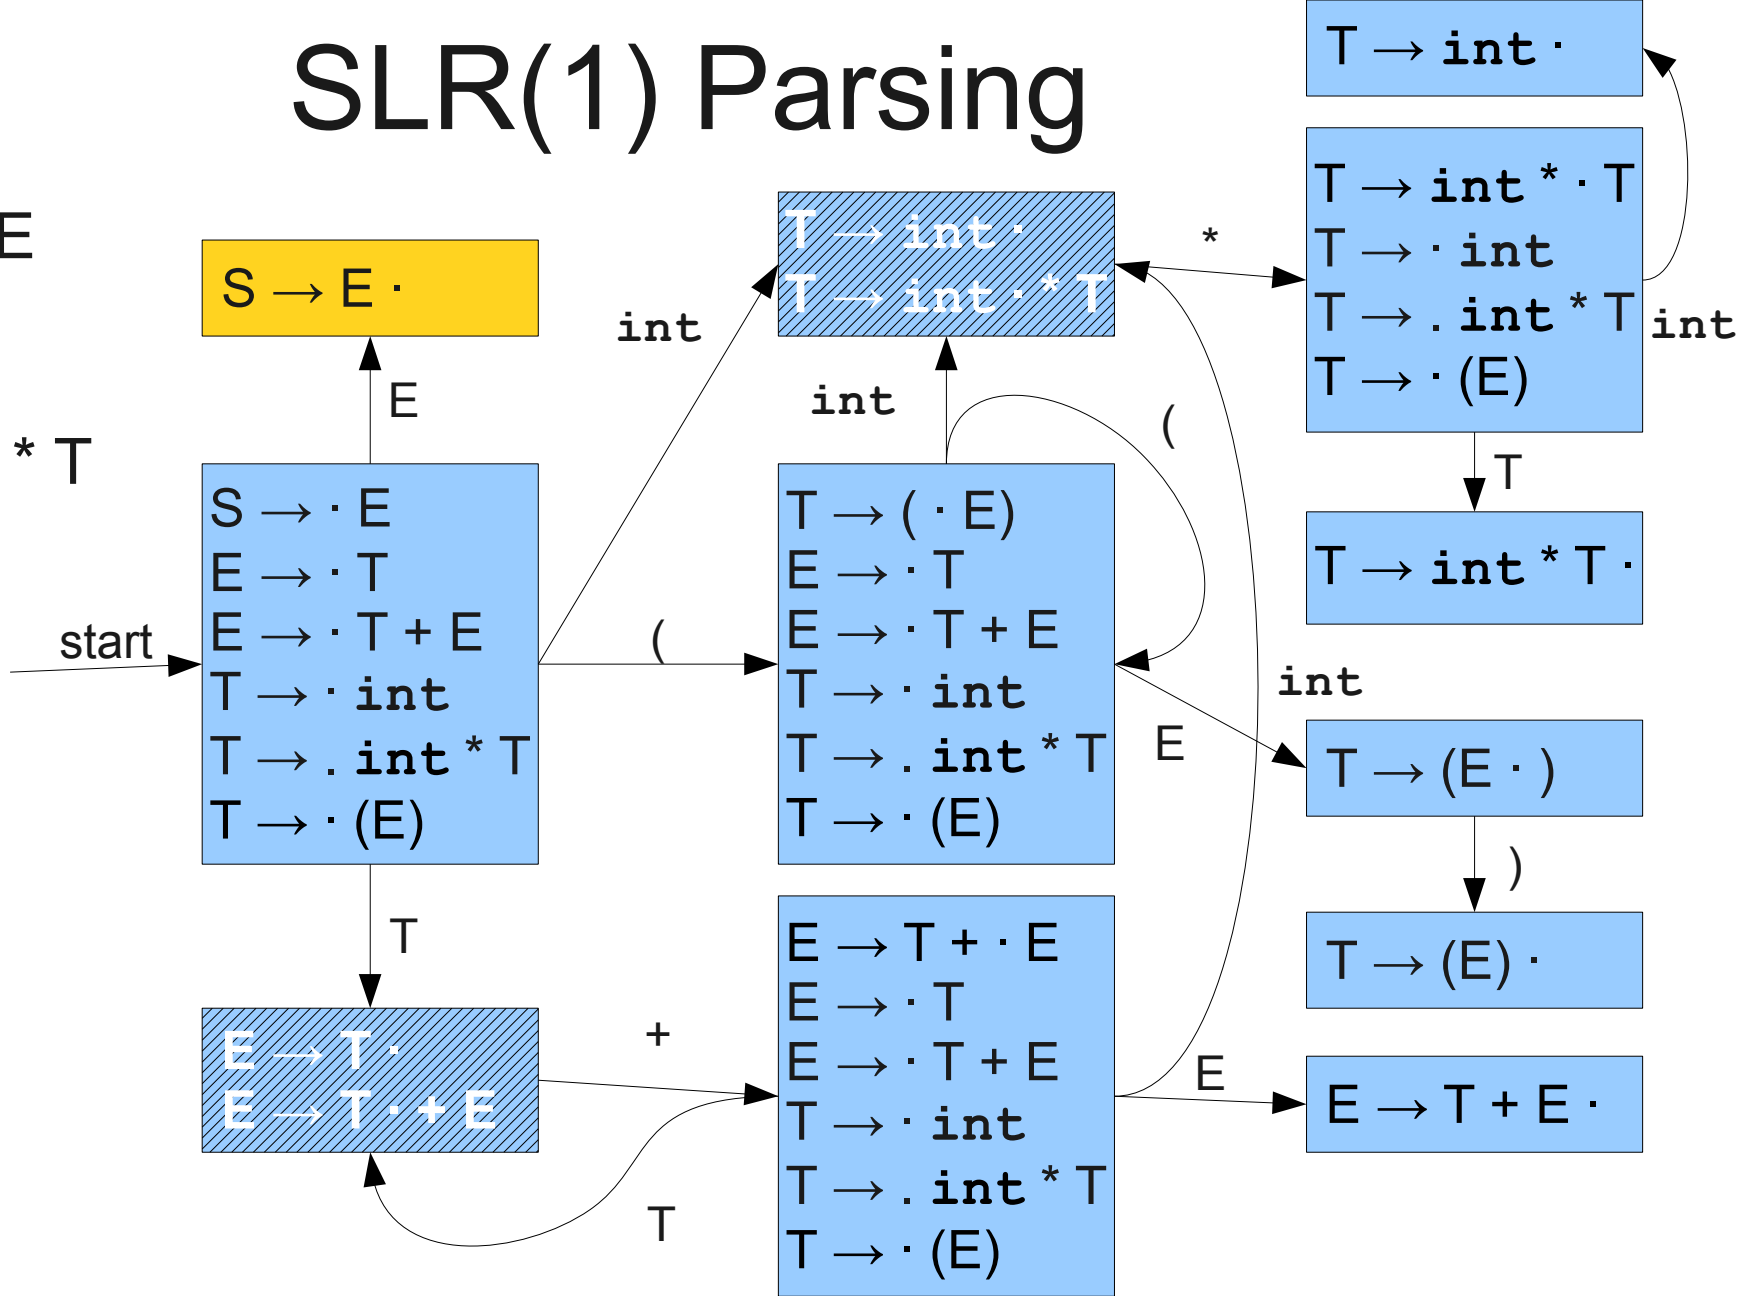 SLR(1) Parsing
E
* T
start
S → E ·
E
S → · E
E → · T
E → · T + E
T → · int
T → . int * T
T → · (E)
T
E → T ·
E → T · + E
int
(
+
T
T → int ·
T → int · * T
int
(
T → ( · E)
E → · T
E → · T + E
T → · int
T → . int * T
T → · (E)
E → T + · E
E → · T
E → · T + E
T → · int
T → . int * T
T → · (E)
*
int
E
E
T → int ·
T → int * · T
T → · int
T → . int * T
T → · (E)
int
T
T → int * T ·
T → (E · )
)
T → (E) ·
E → T + E ·